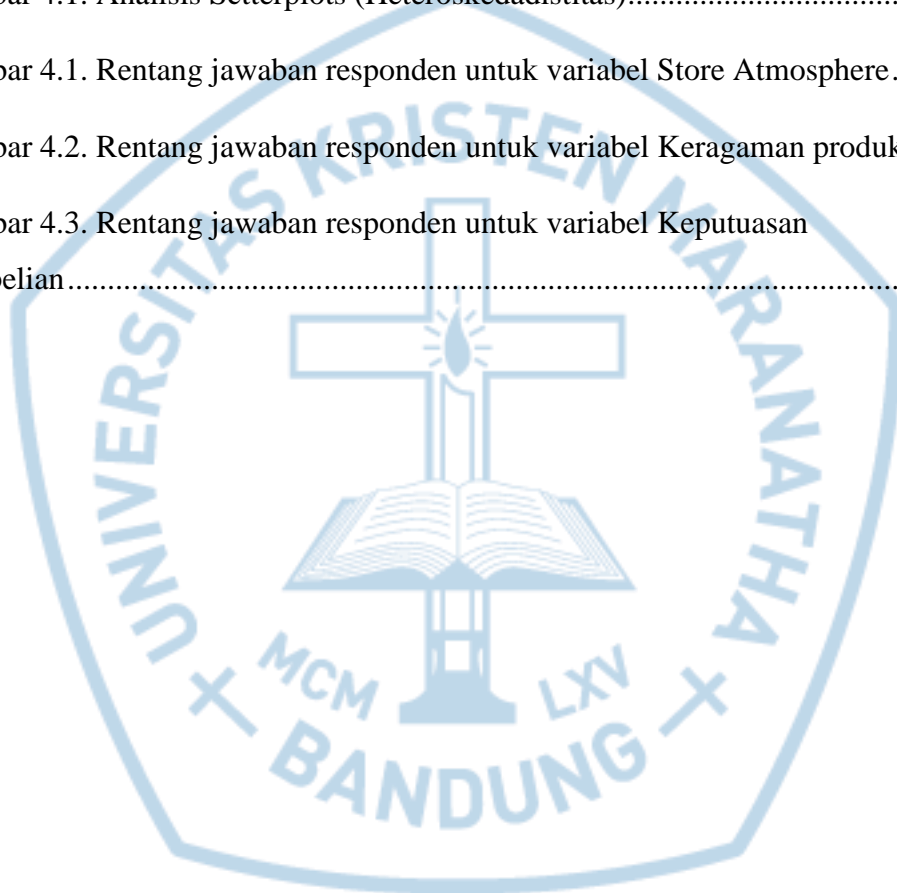 bar 4.1. Analisis Setterplots (Heteroskedadistitas)
bar 4.1. Rentang jawaban responden untuk variabel Store Atmosphere.
bar 4.2. Rentang jawaban responden untuk variabel Keragaman produk
bar 4.3. Rentang jawaban responden untuk variabel Keputuasan
belian
UNIVERSITAS KRISTEN MARANATHA
MCM LXV
BANDUNG